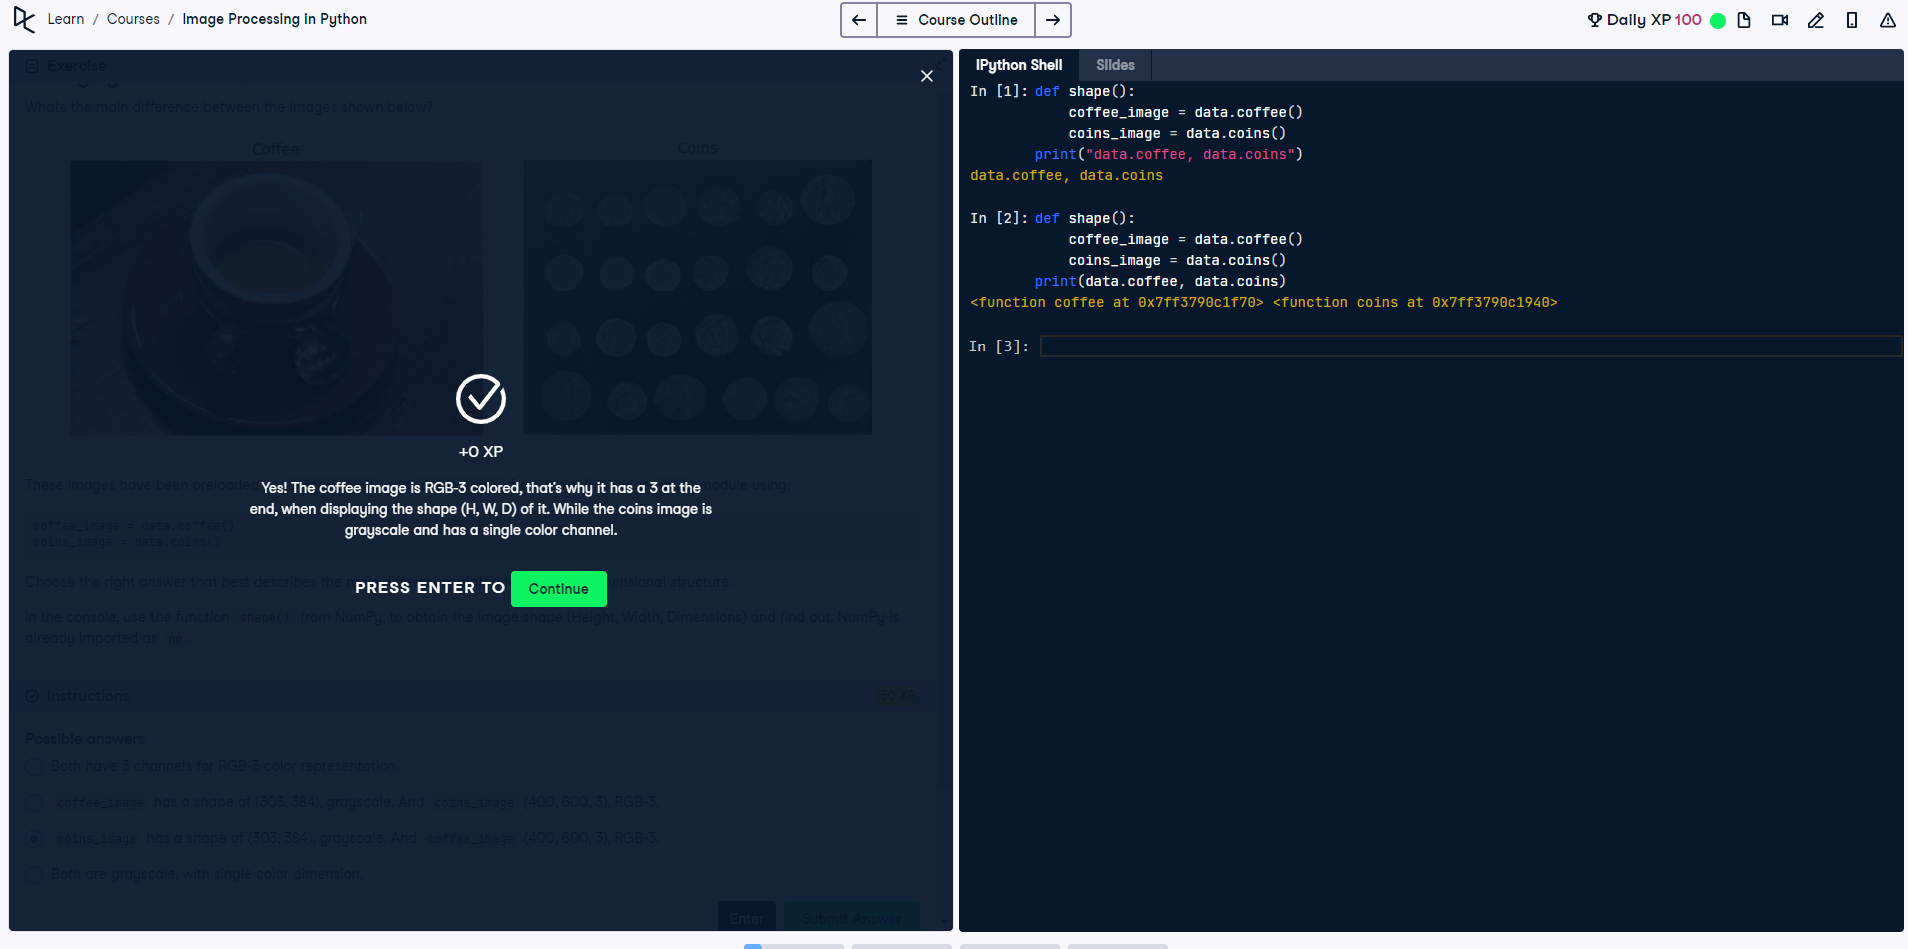 Learn / Courses / Image Processing in Python
Course Outline
Daily XP 100
Exercise
Whats the main difference between the images shown below?
Coffee
Coins
These images have been preloaded
module using:
coffee_image = data.coffee()
coins_image = data.coins()
+0 XP
Yes! The coffee image is RGB-3 colored, that's why it has a 3 at the
end, when displaying the shape (H, W, D) of it. While the coins image is
grayscale and has a single color channel.
PRESS ENTER TO Continue
Choose the right answer that best describes the
structure.
In the console, use the function shape() from NumPy, to obtain the image shape (Height, Width, Dimensions) and find out. NumPy is
already imported as np.
Instructions
50 XP
Possible answers
Both have 3 channels for RGB-3 color representation.
coffee_image has a shape of (303, 384), grayscale. And coins_image (400, 600, 3), RGB-3.
coins_image has a shape of (303, 384), grayscale. And coffee_image (400, 600, 3), RGB-3.
Both are grayscale, with single color dimension.
Enter
Submit Answer
IPython Shell
Slides
In [1]: def shape():
coffee_image = data.coffee()
coins_image = data.coins()
print("data.coffee, data.coins")
data.coffee, data.coins
In [2]: def shape():
coffee_image = data.coffee()
coins_image = data.coins()
print(data.coffee, data.coins)
<function coffee at 0x7ff3790c1f70> <function coins at 0x7ff3790c1940>
In [3]: